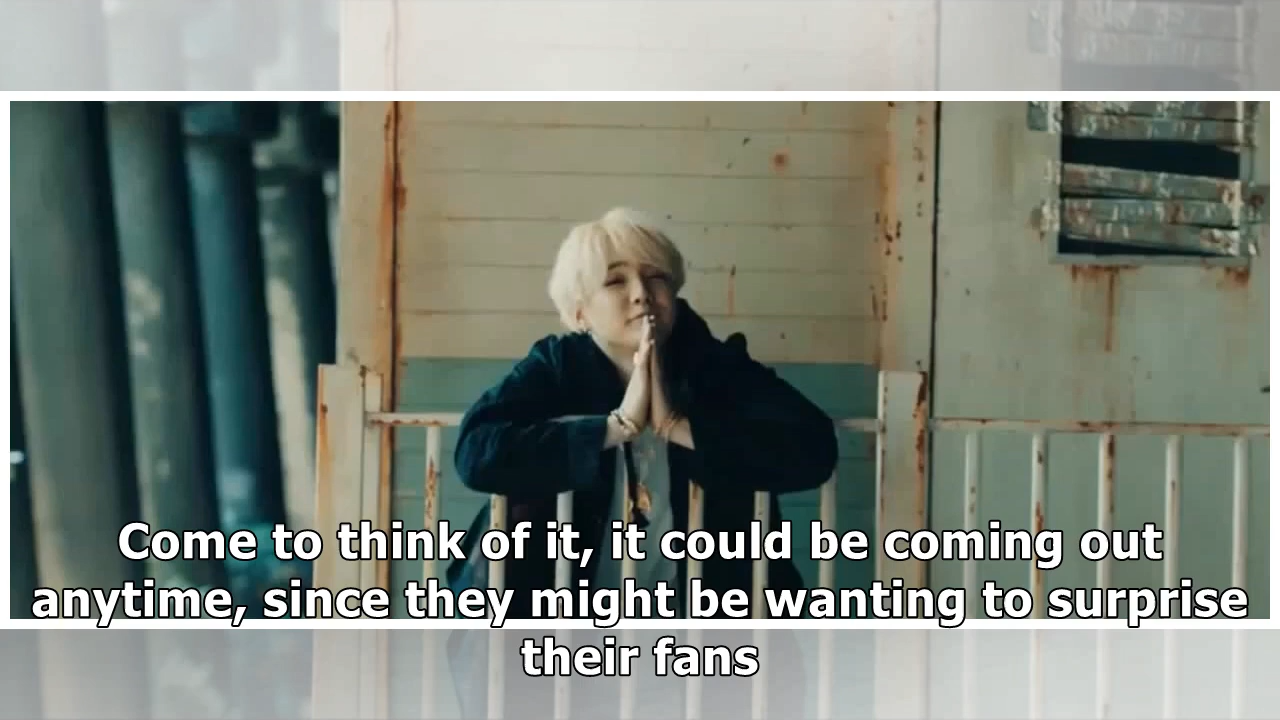 Come to think of it, it could be coming out
anytime, since they might be wanting to surprise
their fans